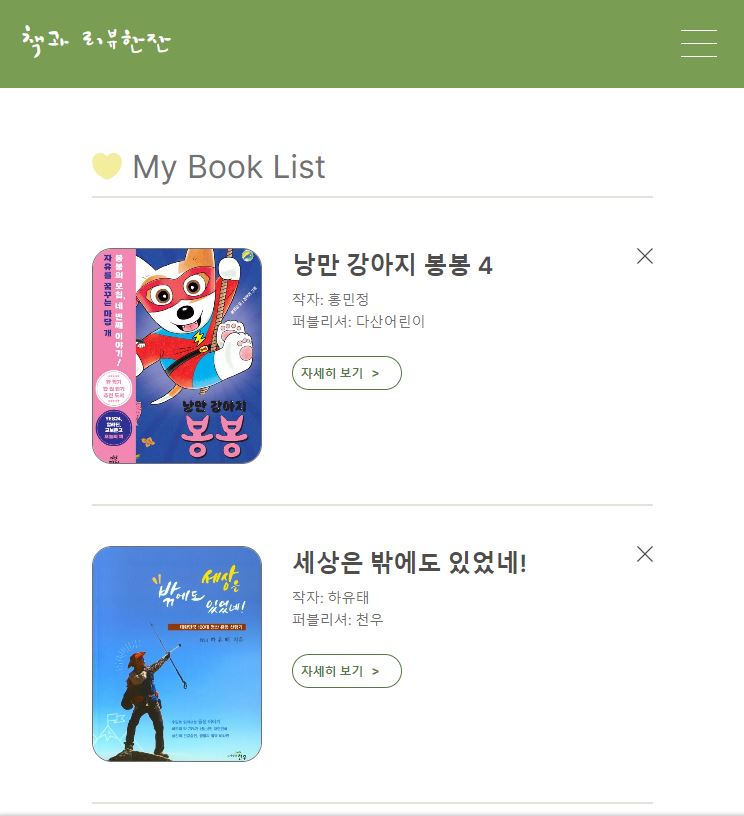 책과 리뷰한잔
My Book List
봉봉의 모험, 네 번째 이야기!
자유를 꿈꾸는 마당 개
낭만 강아지
봉봉
낭만 강아지 봉봉 4
작자: 홍민정
퍼블리셔: 다산어린이
자세히 보기 >
세상은
밖에도
있었네!
세상은 밖에도 있었네!
작자: 하유태
퍼블리셔: 천우
자세히 보기 >